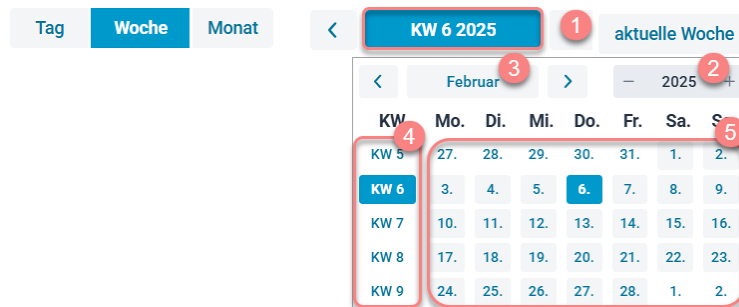 Tag Woche Monat KW 6 2025 1 aktuelle Woche
Februar 3 2025 2
KW Mo. Di. Mi. Do. Fr. Sa.
4 5
KW 5 27. 28. 29. 30. 31. 1. 2.
KW 6 3. 4. 5. 6. 7. 8. 9.
KW 7 10. 11. 12. 13. 14. 15. 16.
KW 8 17. 18. 19. 20. 21. 22. 23.
KW 9 24. 25. 26. 27. 28. 1. 2.